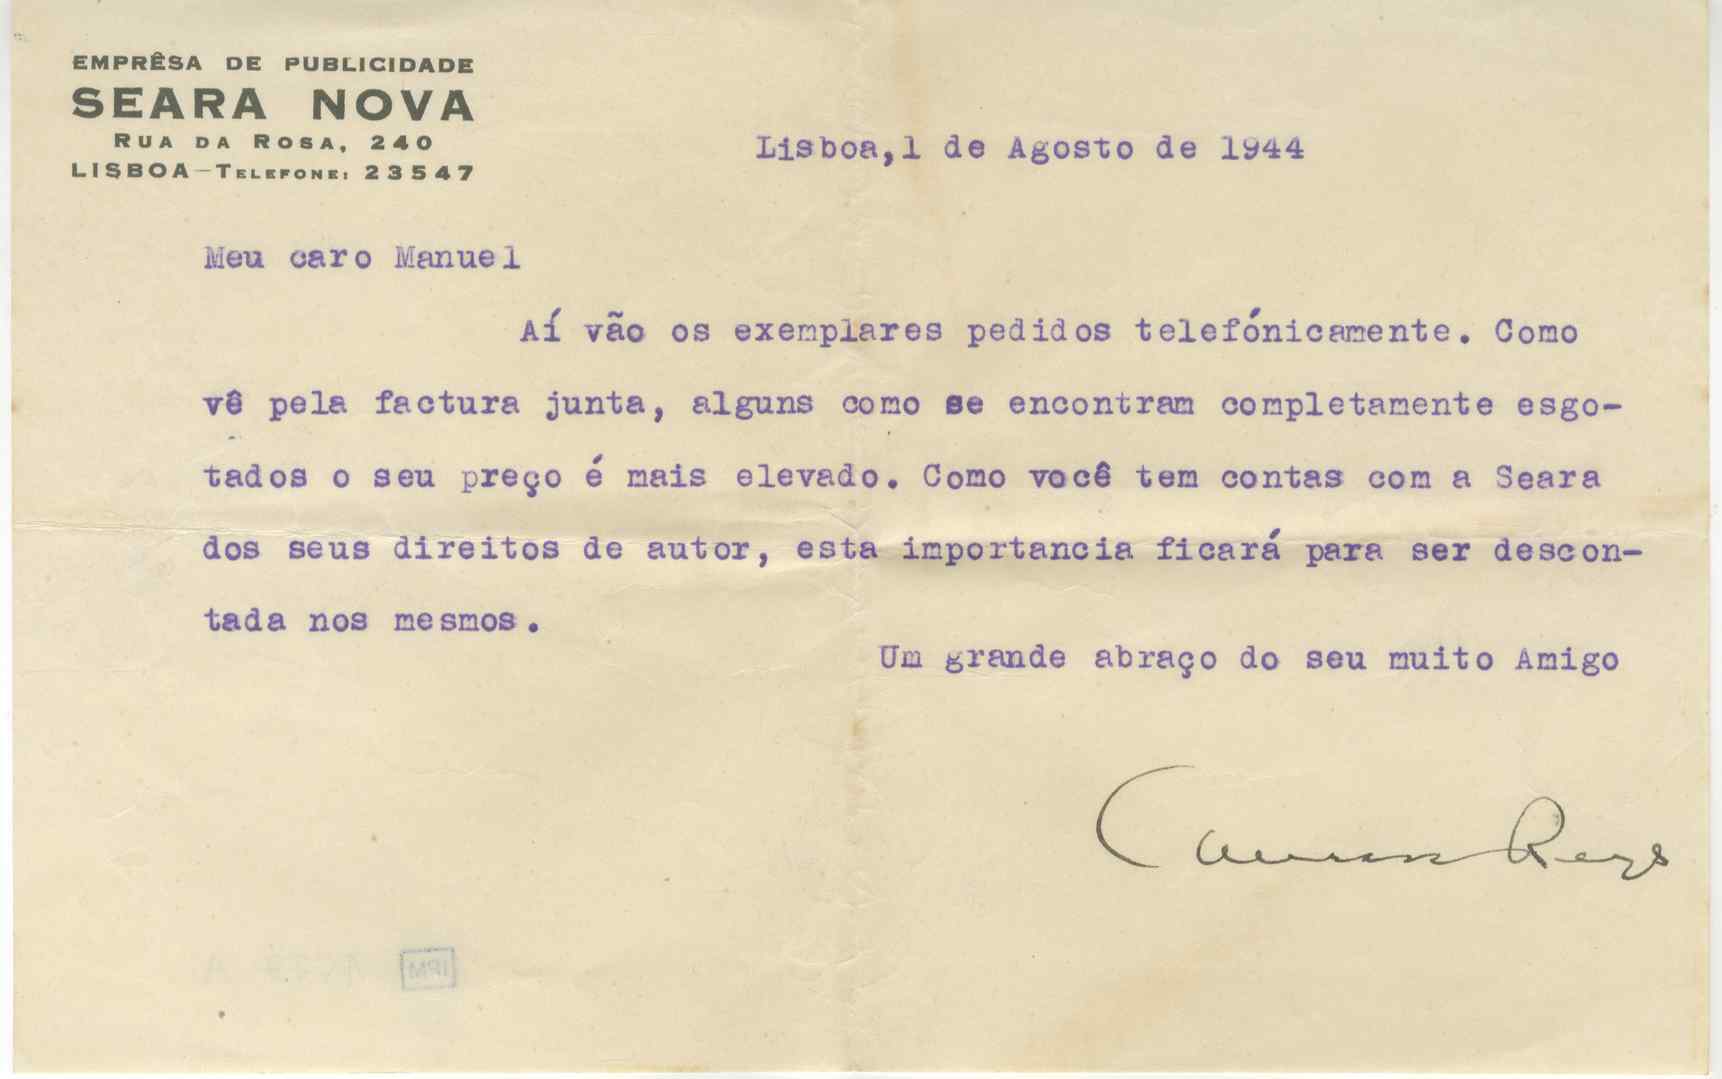 EMPRÊSA DE PUBLICIDADE
SEARA NOVA
RUA DA ROSA, 240
LISBOA—TELEFONE: 23547
Lisboa,1 de Agosto de 1944
Meu caro Manuel
Aí vão os exemplares pedidos telefónicamente. Como
vê pela factura junta, alguns como se encontram completamente esgo-
tados o seu preço é mais elevado. Como você tem contas com a Seara
dos seus direitos de autor, esta importancia ficará para ser descon-
tada nos mesmos.
Um grande abraço do seu muito Amigo
Camara Reys
IPM